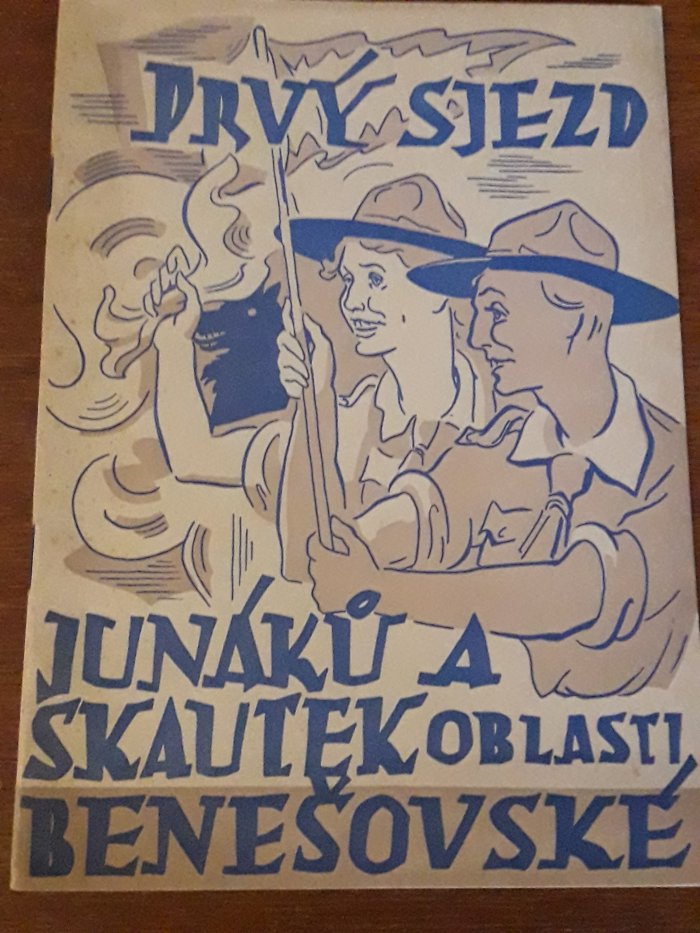 PRVÝ SJEZD
JUNÁKŮ A
SKAUTEK OBLASTI
BENEŠOVSKÉ